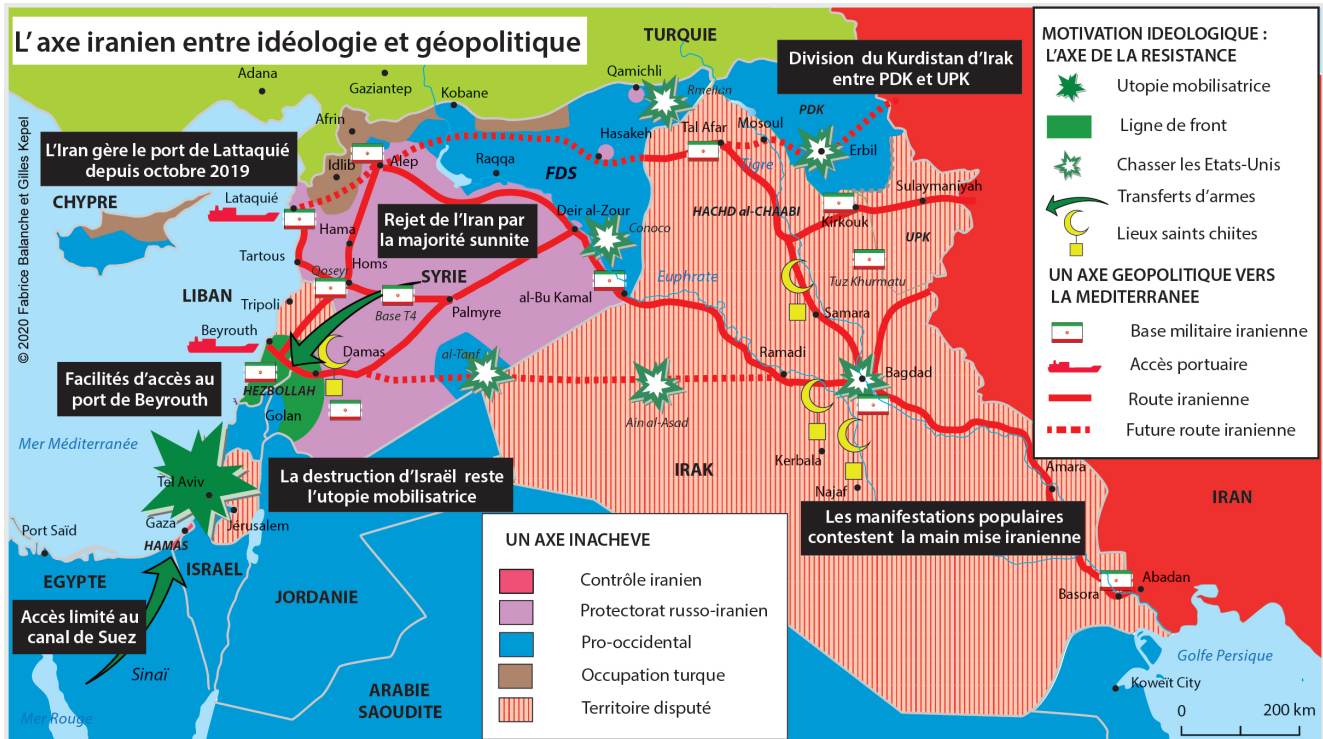 L'axe iranien entre idéologie et géopolitique
© 2020 Fabrice Balanche et Gilles Kepel
TURQUIE
Adana
Gaziantep
Kobane
Afrin
Qamichli
Rmeilan
Division du Kurdistan d'Irak
entre PDK et UPK
PDK
L'Iran gère le port de Lattaquié
depuis octobre 2019
Idlib
Alep
Raqqa
Hasakeh
FDS
Tal Afar
Mossoul
Tigre
Erbil
CHYPRE
Lataquié
Rejet de l'Iran par
la majorité sunnite
Deir al-Zour
Conoco
HACHD al-CHAABI
Sulaymaniyah
Kirkouk
UPK
Hama
Tartous
Homs
Qoseyr
SYRIE
Euphrate
Tuz Khurmatu
LIBAN
Tripoli
Base T4
Palmyre
al-Bu Kamal
Samara
Beyrouth
Damas
al-Tanf
Ramadi
Bagdad
Facilités d'accès au
port de Beyrouth
HEZBOLLAH
Golan
Ain al-Asad
Mer Méditerranée
Kerbala
La destruction d'Israël reste
l'utopie mobilisatrice
IRAK
Najaf
Amara
IRAN
Tel Aviv
Jérusalem
Gaza
HAMAS
ISRAEL
Port Saïd
EGYPTE
Les manifestations populaires
contestent la main mise iranienne
JORDANIE
Accès limité au
canal de Suez
Sinaï
Mer Rouge
ARABIE
SAOUDITE
Basora
Abadan
Golfe Persique
Koweït City
0 200 km
MOTIVATION IDEOLOGIQUE :
L'AXE DE LA RESISTANCE
Utopie mobilisatrice
Ligne de front
Chasser les Etats-Unis
Transferts d'armes
Lieux saints chiites
UN AXE GEOPOLITIQUE VERS
LA MEDITERRANEE
Base militaire iranienne
Accès portuaire
Route iranienne
Future route iranienne
UN AXE INACHEVE
Contrôle iranien
Protectorat russo-iranien
Pro-occidental
Occupation turque
Territoire disputé